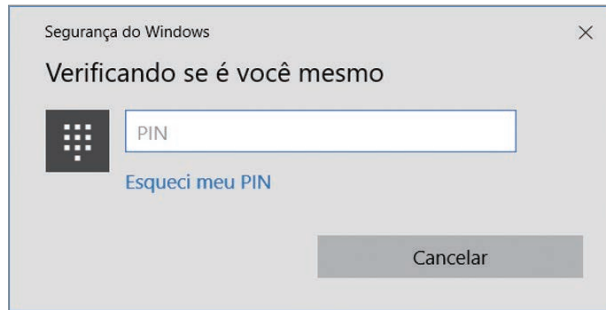 Segurança do Windows
Verificando se é você mesmo
PIN
Esqueci meu PIN
Cancelar